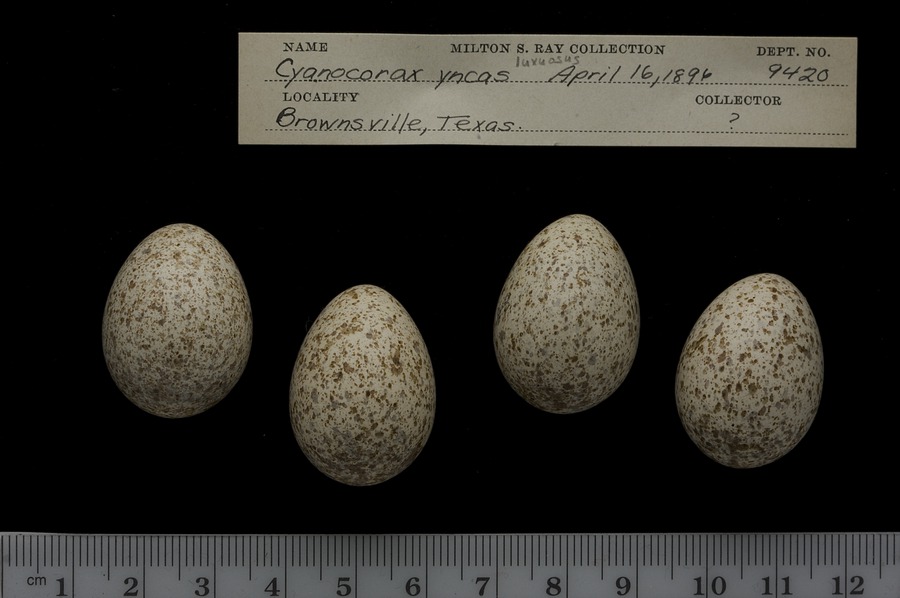 NAME MILTON S. RAY COLLECTION DEPT. NO.
luxuosus
Cyanocorax yncas April 16, 1896 9420
LOCALITY COLLECTOR
Brownsville, Texas. ?
cm 1 2 3 4 5 6 7 8 9 10 11 12